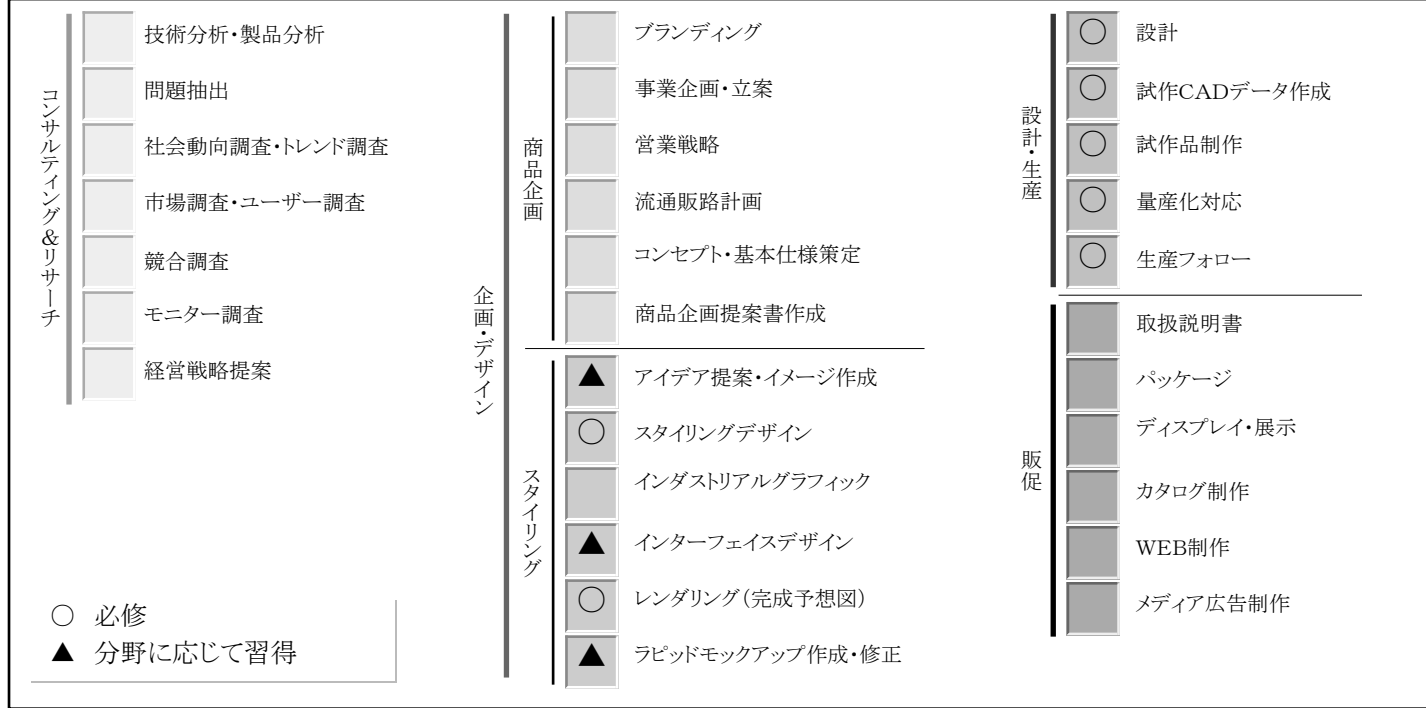 コンサルティング&リサーチ
技術分析・製品分析
問題抽出
社会動向調査・トレンド調査
市場調査・ユーザー調査
競合調査
モニター調査
経営戦略提案
企画・デザイン
商品企画
ブランディング
事業企画・立案
営業戦略
流通販路計画
コンセプト・基本仕様策定
商品企画提案書作成
スタイリング
▲ アイデア提案・イメージ作成
○ スタイリングデザイン
インダストリアルグラフィック
▲ インターフェイスデザイン
○ レンダリング(完成予想図)
▲ ラピッドモックアップ作成・修正
設計・生産
○ 設計
○ 試作CADデータ作成
○ 試作品制作
○ 量産化対応
○ 生産フォロー
販促
取扱説明書
パッケージ
ディスプレイ・展示
カタログ制作
WEB制作
メディア広告制作
○ 必修
▲ 分野に応じて習得